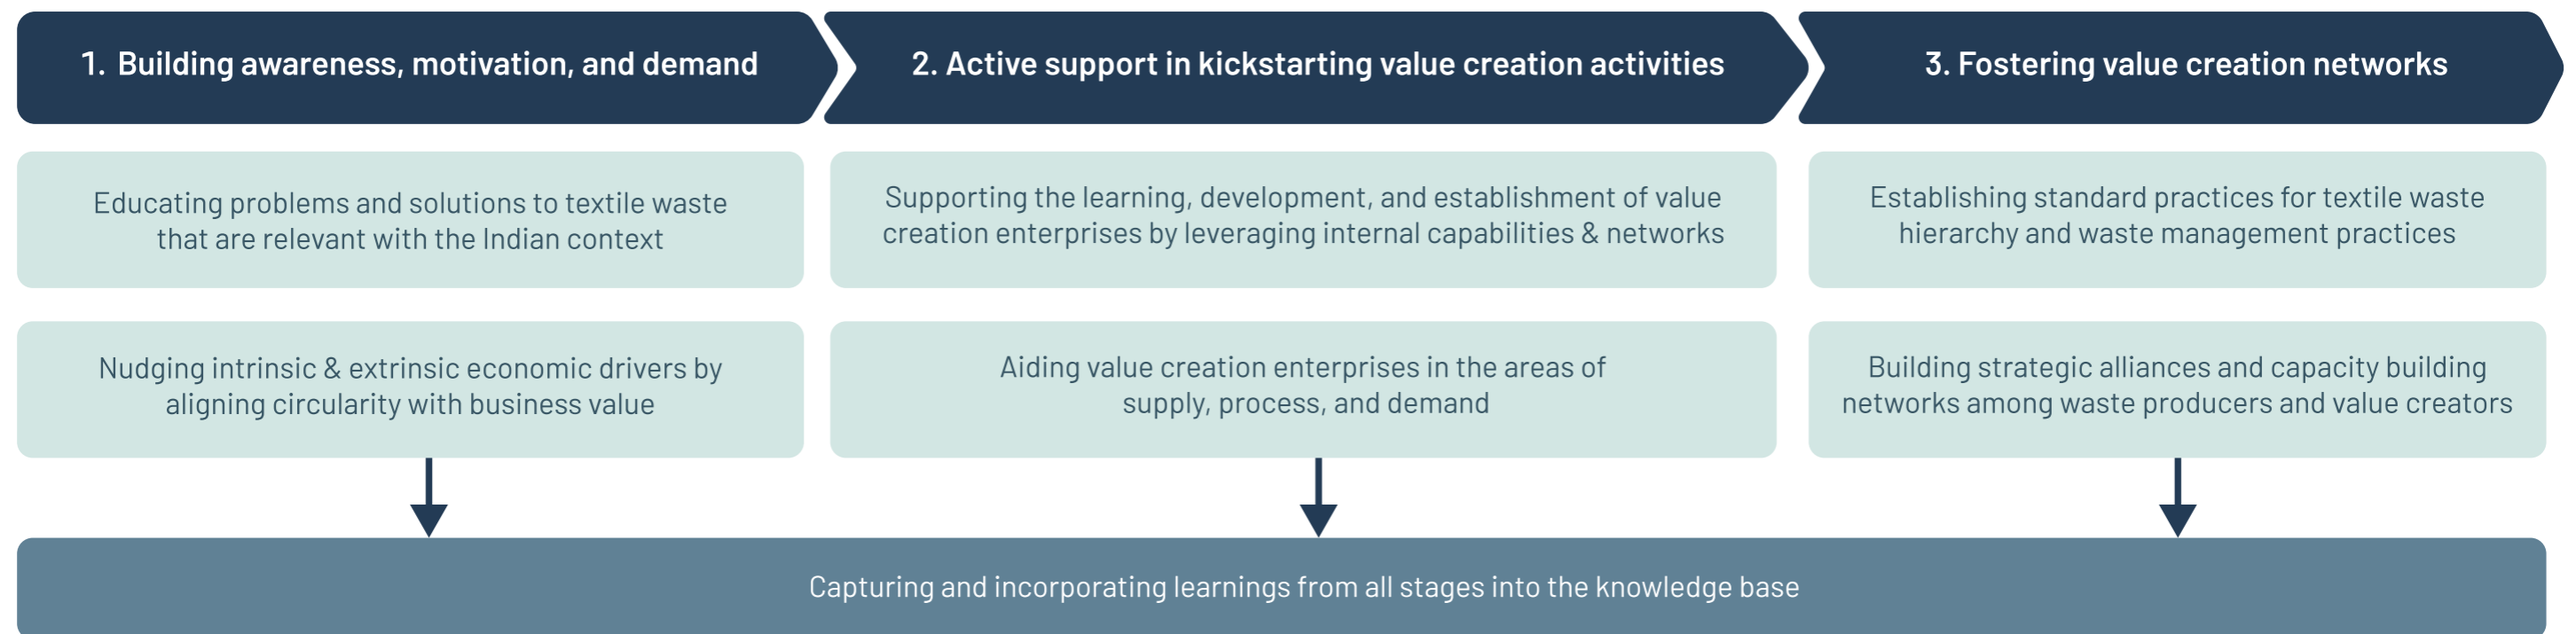 1. Building awareness, motivation, and demand
2. Active support in kickstarting value creation activities
3. Fostering value creation networks
Educating problems and solutions to textile waste
that are relevant with the Indian context
Supporting the learning, development, and establishment of value
creation enterprises by leveraging internal capabilities & networks
Establishing standard practices for textile waste
hierarchy and waste management practices
Nudging intrinsic & extrinsic economic drivers by
aligning circularity with business value
Aiding value creation enterprises in the areas of
supply, process, and demand
Building strategic alliances and capacity building
networks among waste producers and value creators
Capturing and incorporating learnings from all stages into the knowledge base